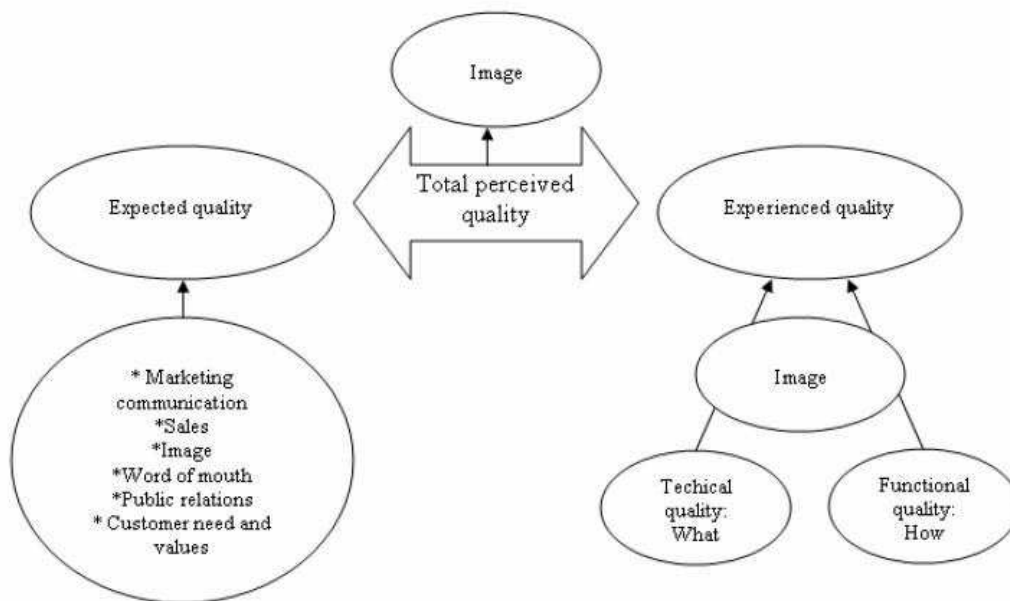 Image
Total perceived
quality
Expected quality
Experienced quality
* Marketing
communication
*Sales
*Image
*Word of mouth
*Public relations
* Customer need and
values
Image
Techical
quality:
What
Functional
quality:
How